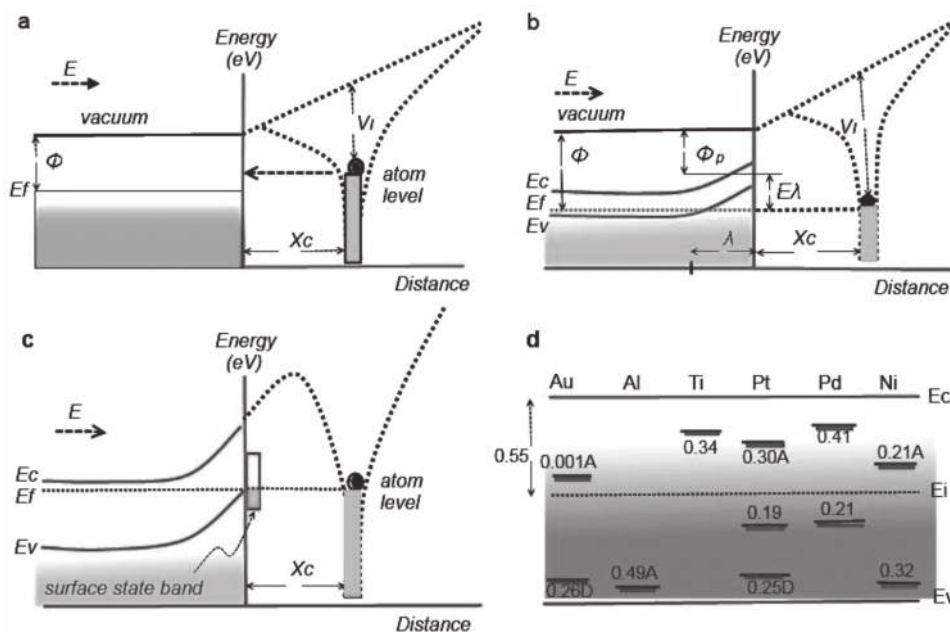 a
Energy
(eV)
E
vacuum
Φ
Ef
VI
atom
level
Xc
Distance
b
Energy
(eV)
E
vacuum
Φ
Φp
VI
Ec
Ef
Ev
Eλ
λ
Xc
Distance
c
Energy
(eV)
E
Ec
Ef
Ev
atom
level
surface state band
Xc
Distance
d
Au Al Ti Pt Pd Ni
Ec
0.55
0.34
0.41
0.001A
0.30A
0.21A
Ei
0.19
0.21
0.26D
0.49A
0.25D
0.32
Ev